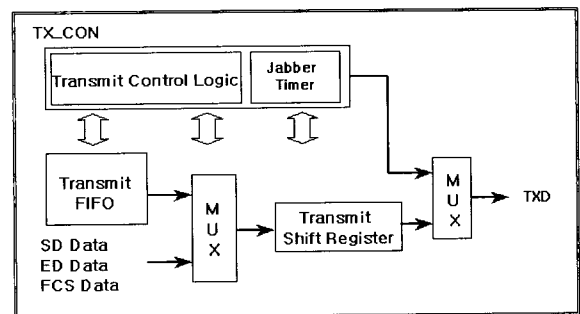 TX_CON
Transmit Control Logic
Jabber
Timer
Transmit
FIFO
SD Data
ED Data
FCS Data
M
U
X
Transmit
Shift Register
M
U
X
TXD